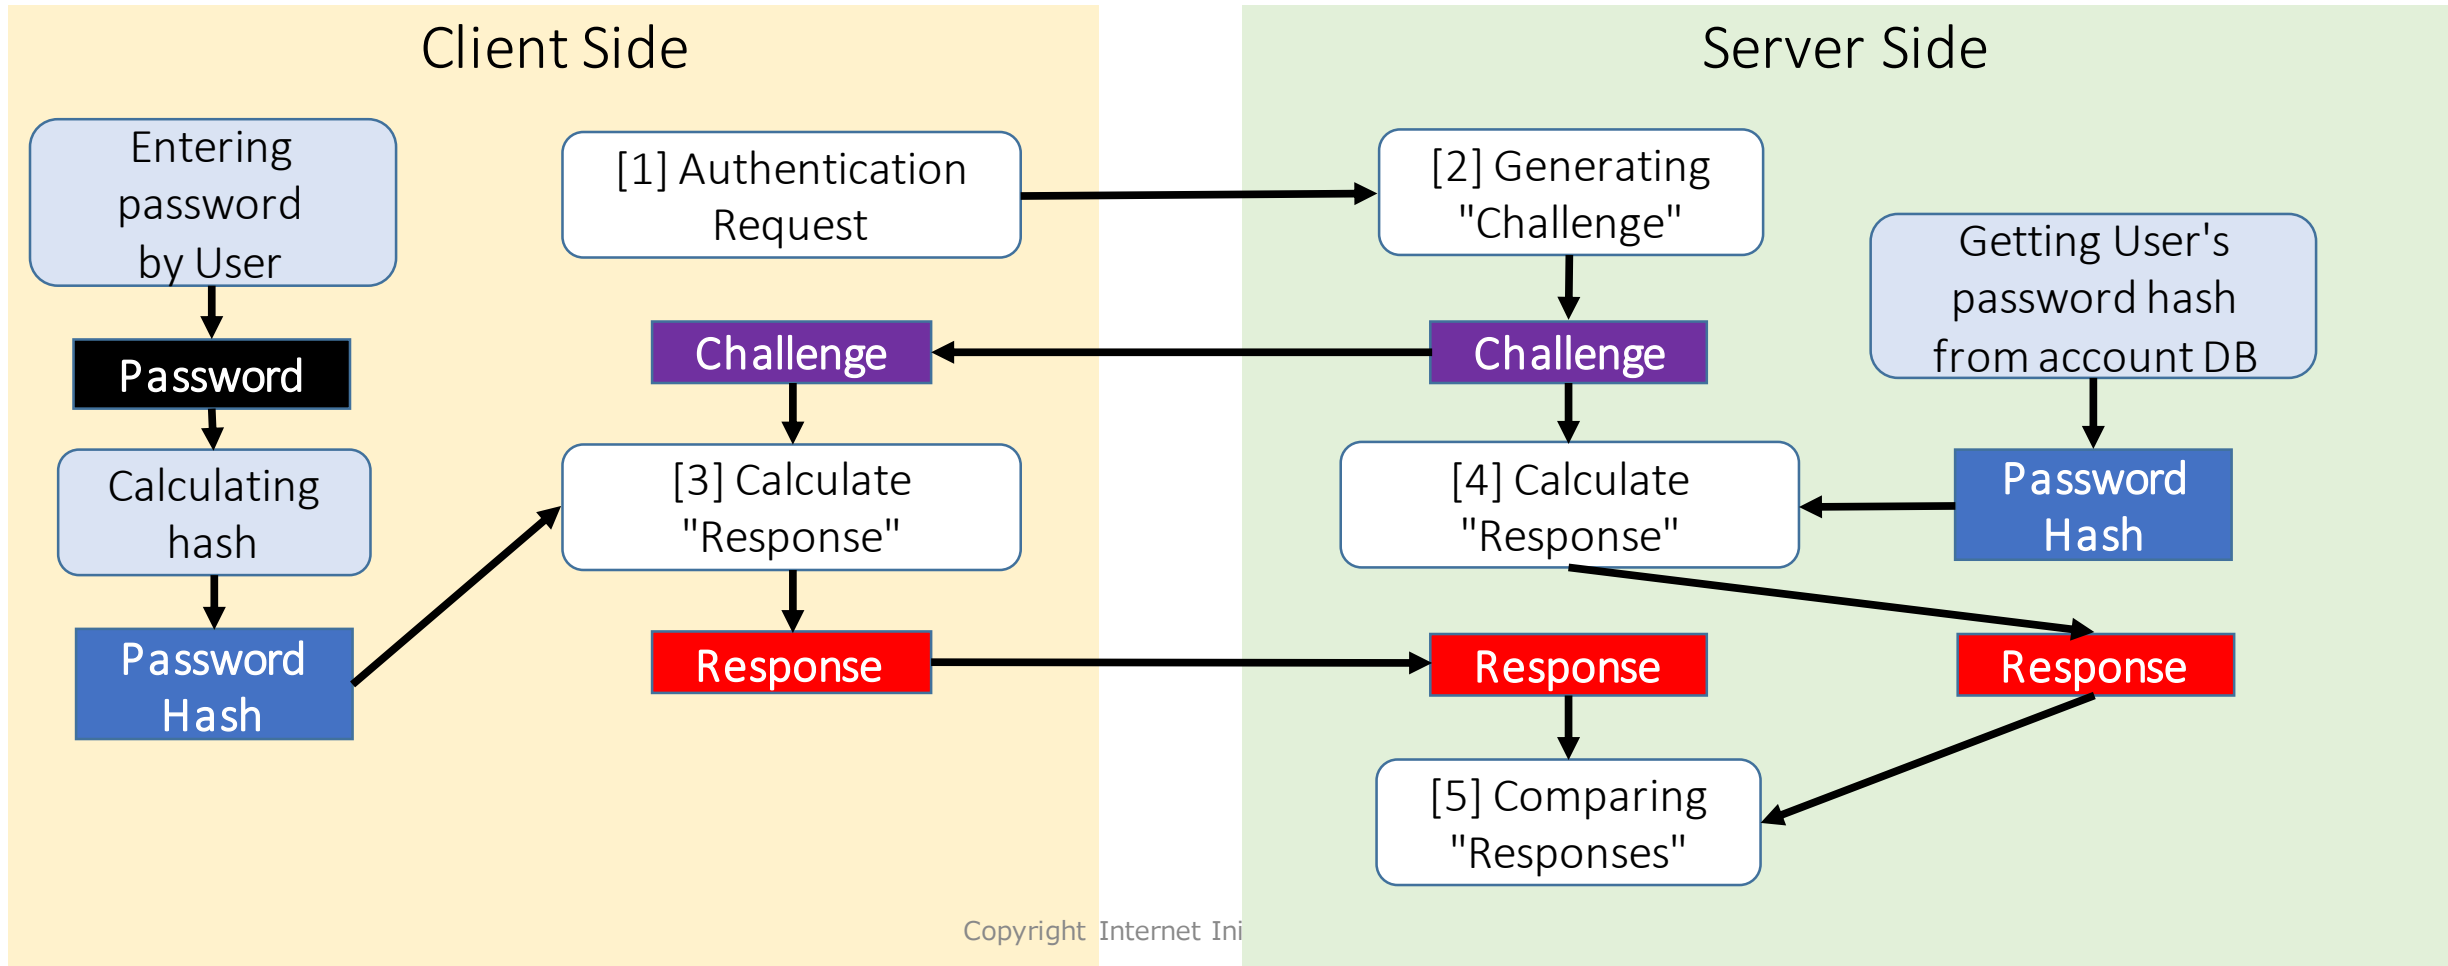 Client Side
Entering
password
by User
Password
Calculating
hash
Password
Hash
[1] Authentication
Request
Challenge
[3] Calculate
"Response"
Response
Server Side
[2] Generating
"Challenge"
Challenge
[4] Calculate
"Response"
Response
[5] Comparing
"Responses"
Getting User's
password hash
from account DB
Password
Hash
Response
Copyright Internet Ini